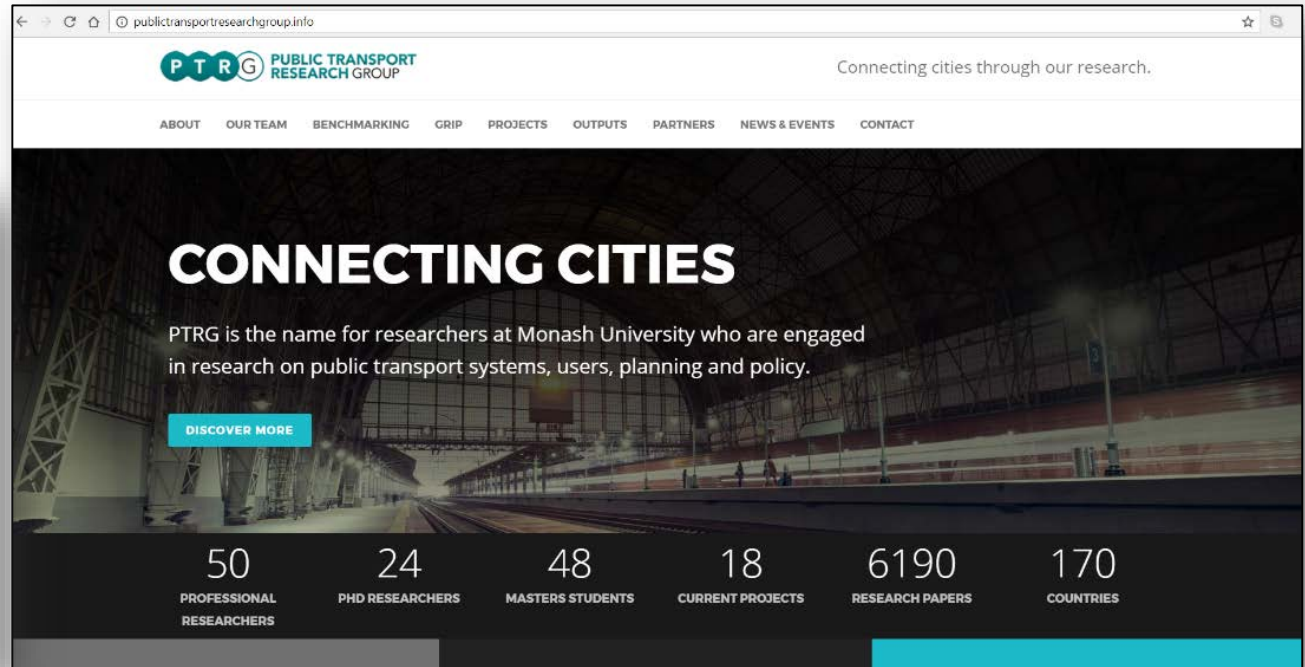 publictransportresearchgroup.info
PTRG PUBLIC TRANSPORT
RESEARCH GROUP
Connecting cities through our research.
ABOUT OUR TEAM BENCHMARKING GRIP PROJECTS OUTPUTS PARTNERS NEWS & EVENTS CONTACT
CONNECTING CITIES
PTRG is the name for researchers at Monash University who are engaged
in research on public transport systems, users, planning and policy.
DISCOVER MORE
3
50 24 48 18 6190 170
PROFESSIONAL PHD RESEARCHERS MASTERS STUDENTS CURRENT PROJECTS RESEARCH PAPERS COUNTRIES
RESEARCHERS